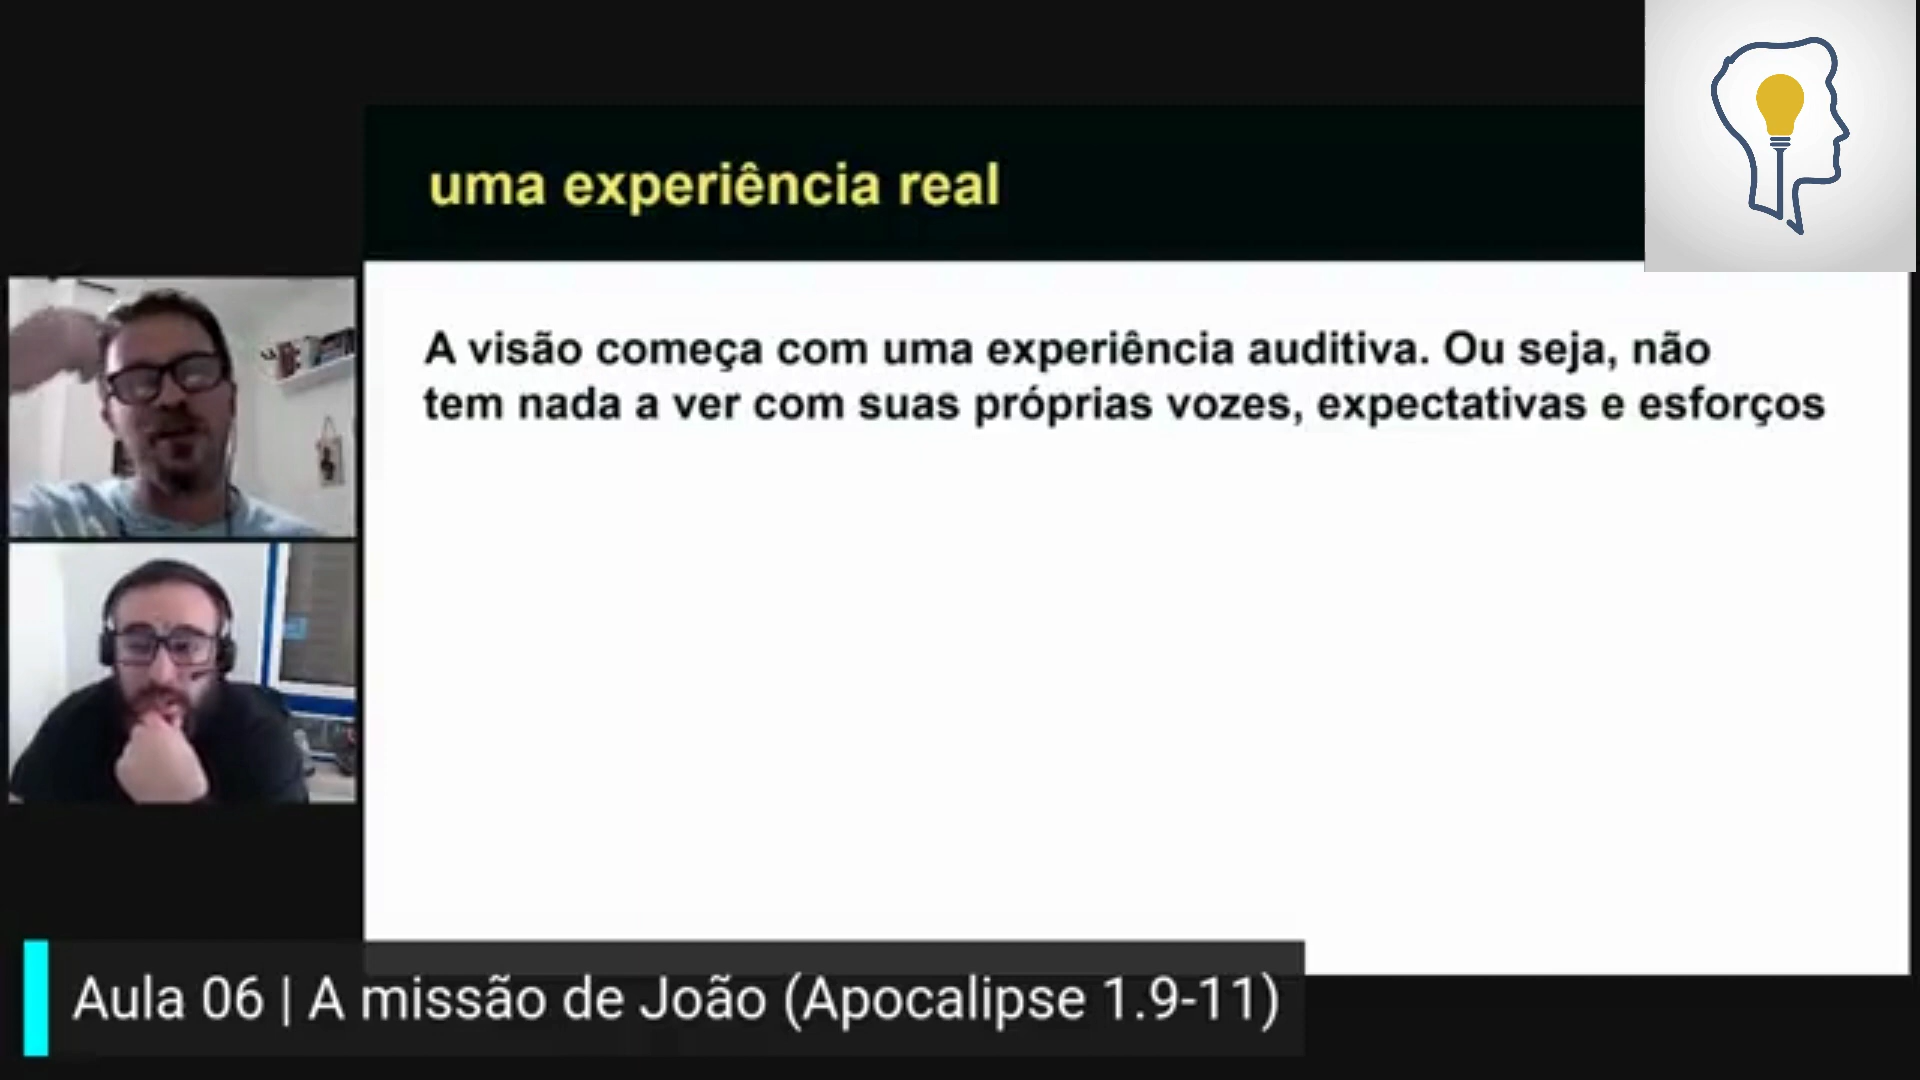 uma experiência real
A visão começa com uma experiência auditiva. Ou seja, não
tem nada a ver com suas próprias vozes, expectativas e esforços
Aula 06 | A missão de João (Apocalipse 1.9-11)